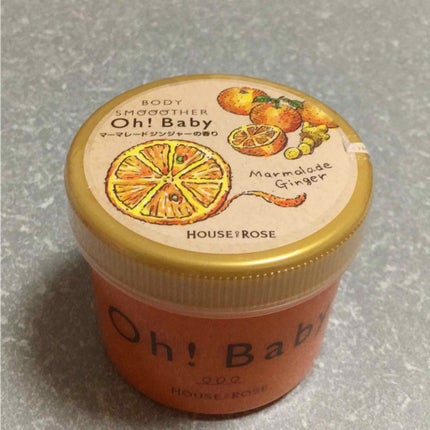 BODY
SMOOOTHER
Oh! Baby
マーマレードジンジャーの香り
Marmalade
Ginger
HOUSE OF ROSE
Oh! Baby
HOUSE OF ROSE